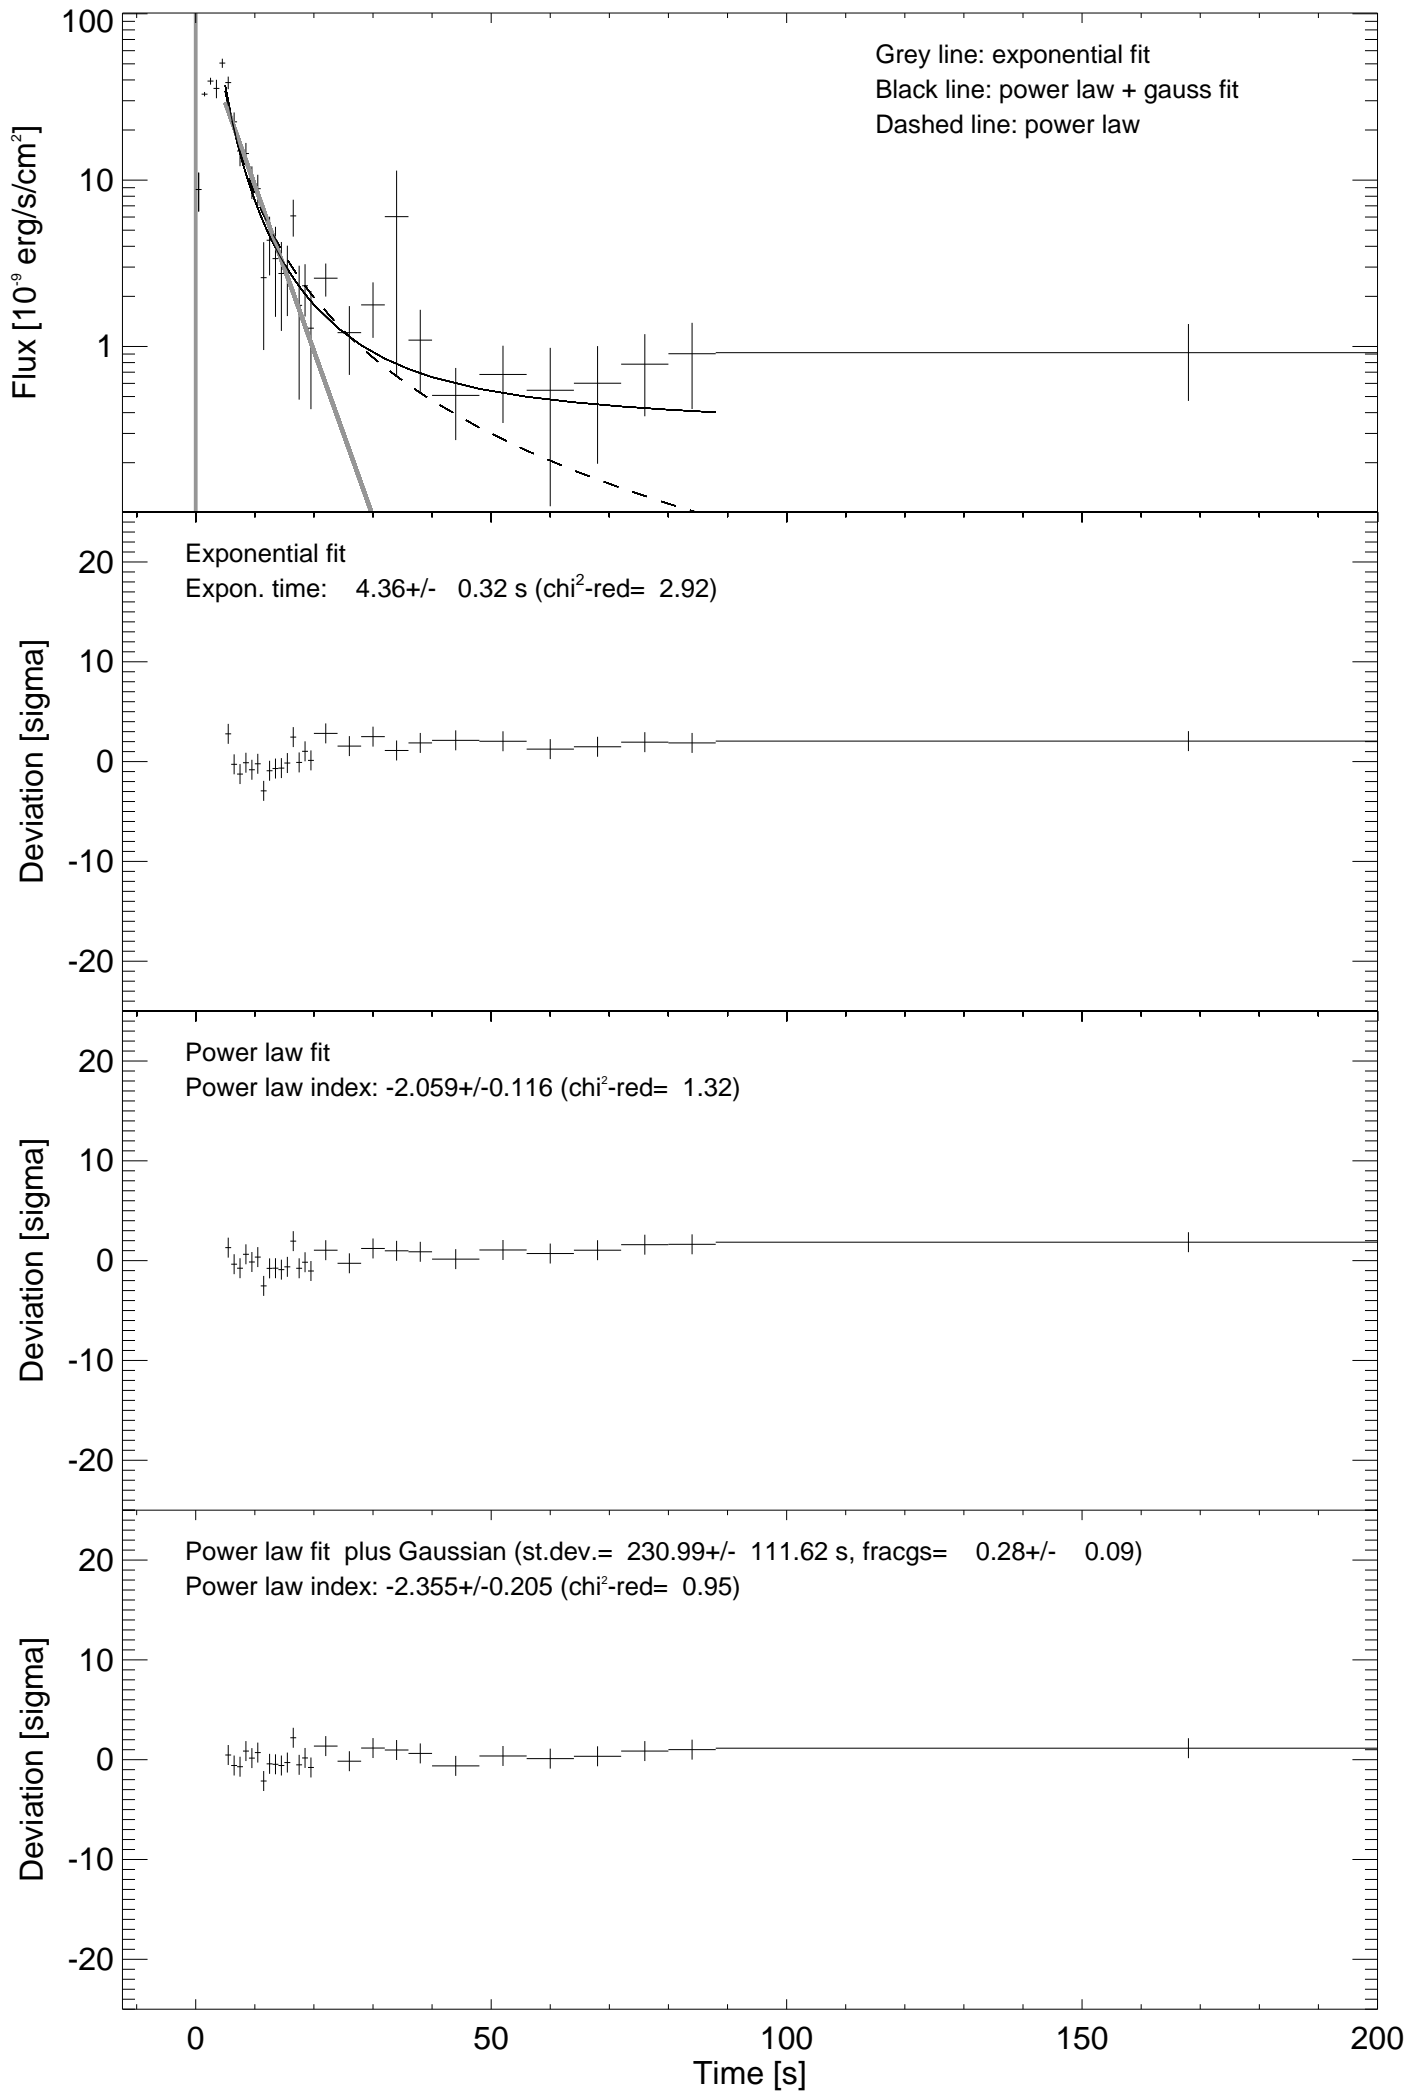 100
10
1
Flux [10⁻⁹ erg/s/cm²]
Grey line: exponential fit
Black line: power law + gauss fit
Dashed line: power law
20
10
0
-10
-20
Deviation [sigma]
Exponential fit
Expon. time: 4.36+/- 0.32 s (chi²-red= 2.92)
20
10
0
-10
-20
Deviation [sigma]
Power law fit
Power law index: -2.059+/-0.116 (chi²-red= 1.32)
20
10
0
-10
-20
Deviation [sigma]
Power law fit plus Gaussian (st.dev.= 230.99+/- 111.62 s, fracgs= 0.28+/- 0.09)
Power law index: -2.355+/-0.205 (chi²-red= 0.95)
0 50 100 150 200
Time [s]